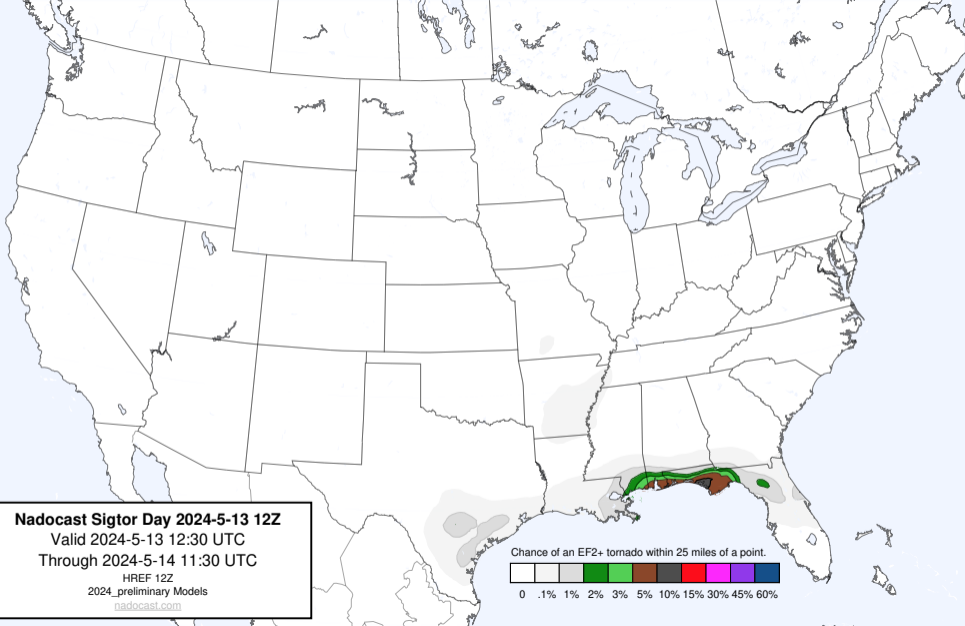 Nadocast Sigtor Day 2024-5-13 12Z
Valid 2024-5-13 12:30 UTC
Through 2024-5-14 11:30 UTC
HREF 12Z
2024_preliminary Models
nadocast.com
Chance of an EF2+ tornado within 25 miles of a point.
0 .1% 1% 2% 3% 5% 10% 15% 30% 45% 60%